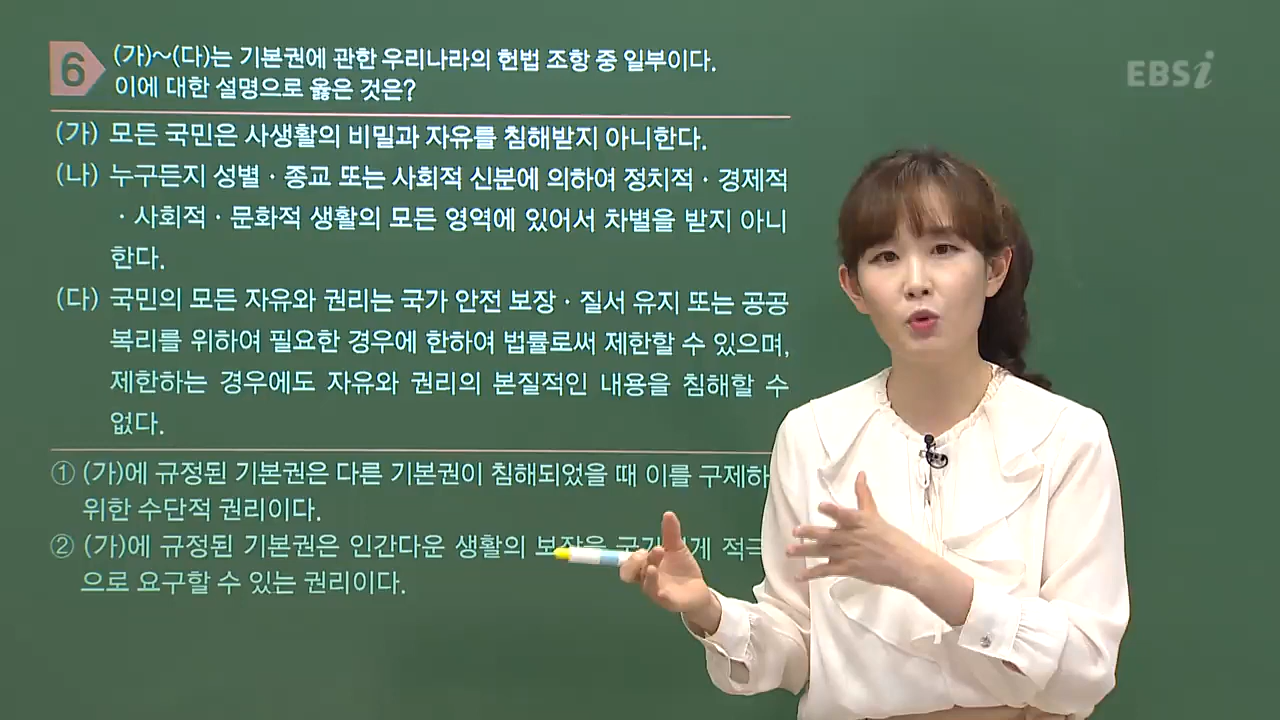 6 (가)~(다)는 기본권에 관한 우리나라의 헌법 조항 중 일부이다.
이에 대한 설명으로 옳은 것은?
EBSi
(가) 모든 국민은 사생활의 비밀과 자유를 침해받지 아니한다.
(나) 누구든지 성별 · 종교 또는 사회적 신분에 의하여 정치적 · 경제적
· 사회적 · 문화적 생활의 모든 영역에 있어서 차별을 받지 아니
한다.
(다) 국민의 모든 자유와 권리는 국가 안전 보장 · 질서 유지 또는 공공
복리를 위하여 필요한 경우에 한하여 법률로써 제한할 수 있으며,
제한하는 경우에도 자유와 권리의 본질적인 내용을 침해할 수
없다.
① (가)에 규정된 기본권은 다른 기본권이 침해되었을 때 이를 구제하
위한 수단적 권리이다.
② (가)에 규정된 기본권은 인간다운 생활의 보장을 적극
으로 요구할 수 있는 권리이다.